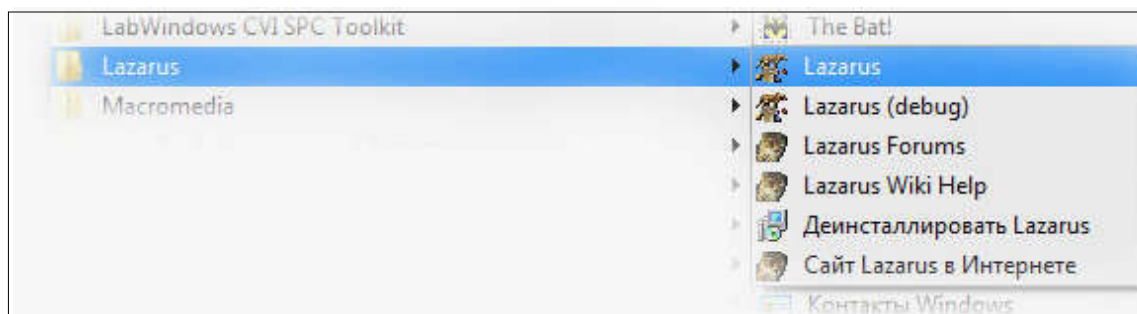 LabWindows CVI SPC Toolkit
Lazarus
Macromedia
The Bat!
Lazarus
Lazarus (debug)
Lazarus Forums
Lazarus Wiki Help
Деинсталлировать Lazarus
Сайт Lazarus в Интернете
Контакты Windows